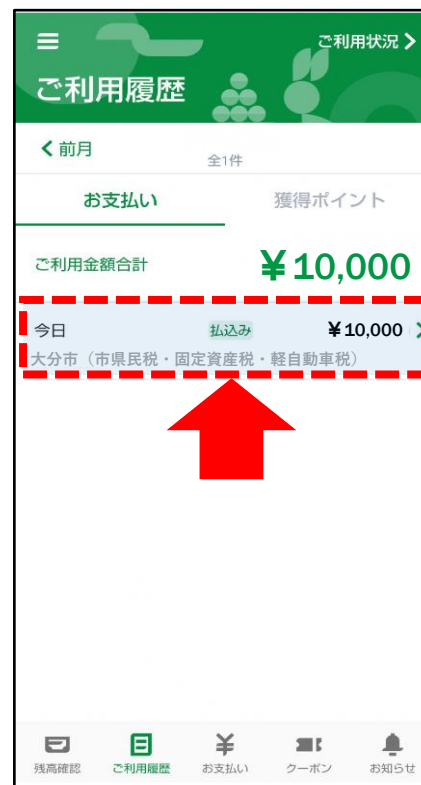 ご利用状況
ご利用履歴
前月
全1件
お支払い 獲得ポイント
ご利用金額合計 ¥10,000
今日 払込み ¥10,000
大分市（市県民税・固定資産税・軽自動車税）
残高確認 ご利用履歴 お支払い クーポン お知らせ